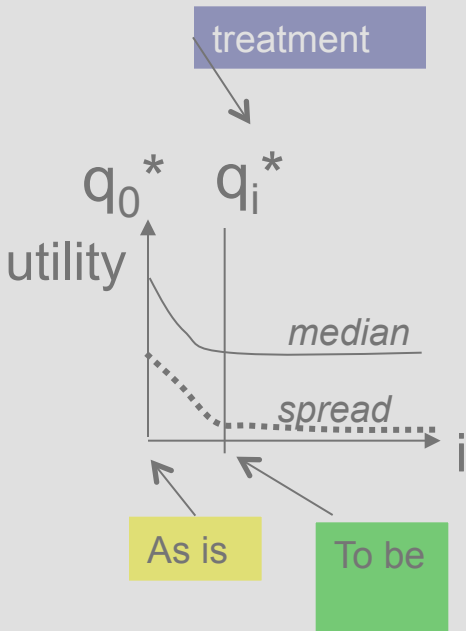 treatment
q₀* qᵢ*
utility
median
spread
i
As is
To be